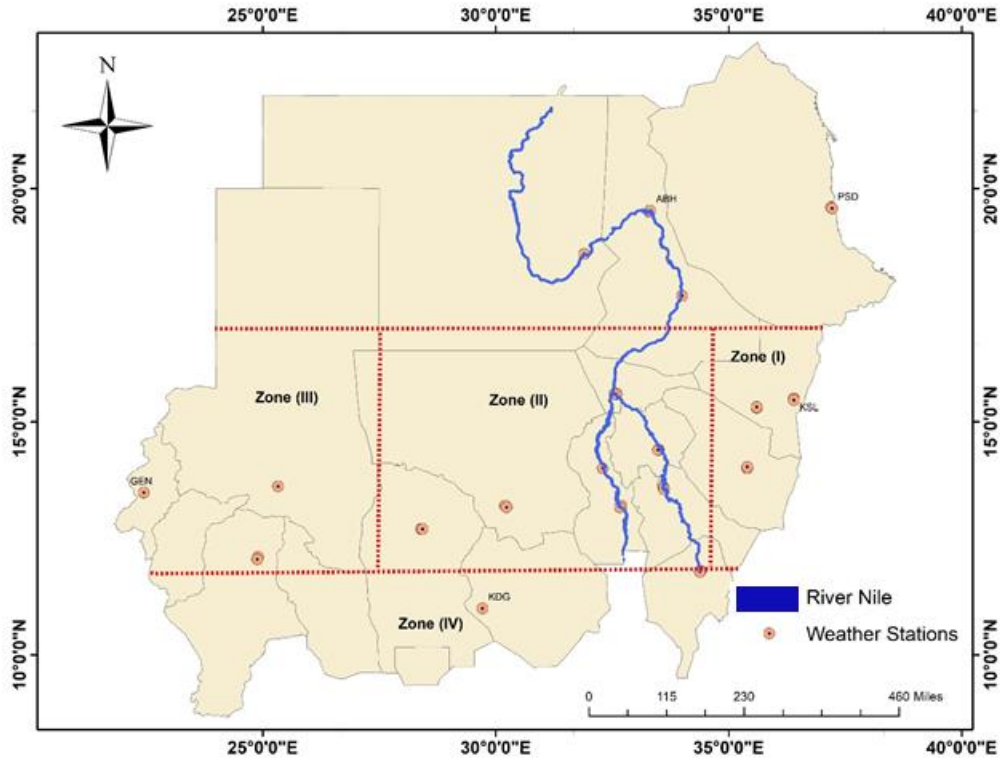 25°0'0"E
30°0'0"E
35°0'0"E
40°0'0"E
N
20°0'0"N
20°0'0"N
ABH
PSD
Zone (I)
Zone (III)
Zone (II)
KSL
15°0'0"N
15°0'0"N
GEN
KDG
River Nile
Zone (IV)
Weather Stations
10°0'0"N
10°0'0"N
0 115 230 460 Miles
25°0'0"E
30°0'0"E
35°0'0"E
40°0'0"E